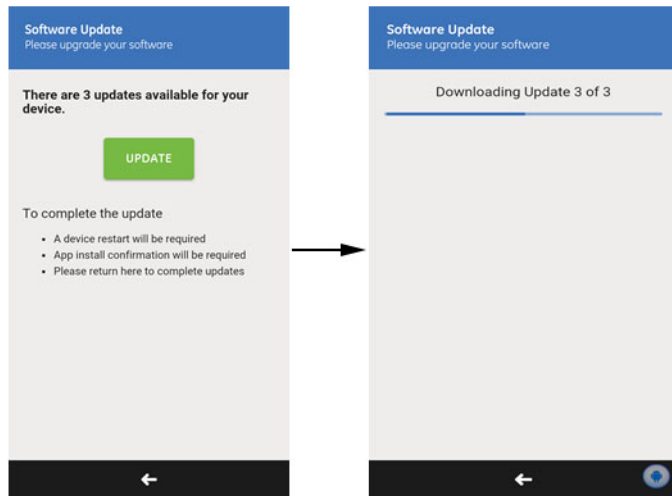 Software Update
Please upgrade your software
There are 3 updates available for your
device.
UPDATE
To complete the update
• A device restart will be required
• App install confirmation will be required
• Please return here to complete updates
Software Update
Please upgrade your software
Downloading Update 3 of 3